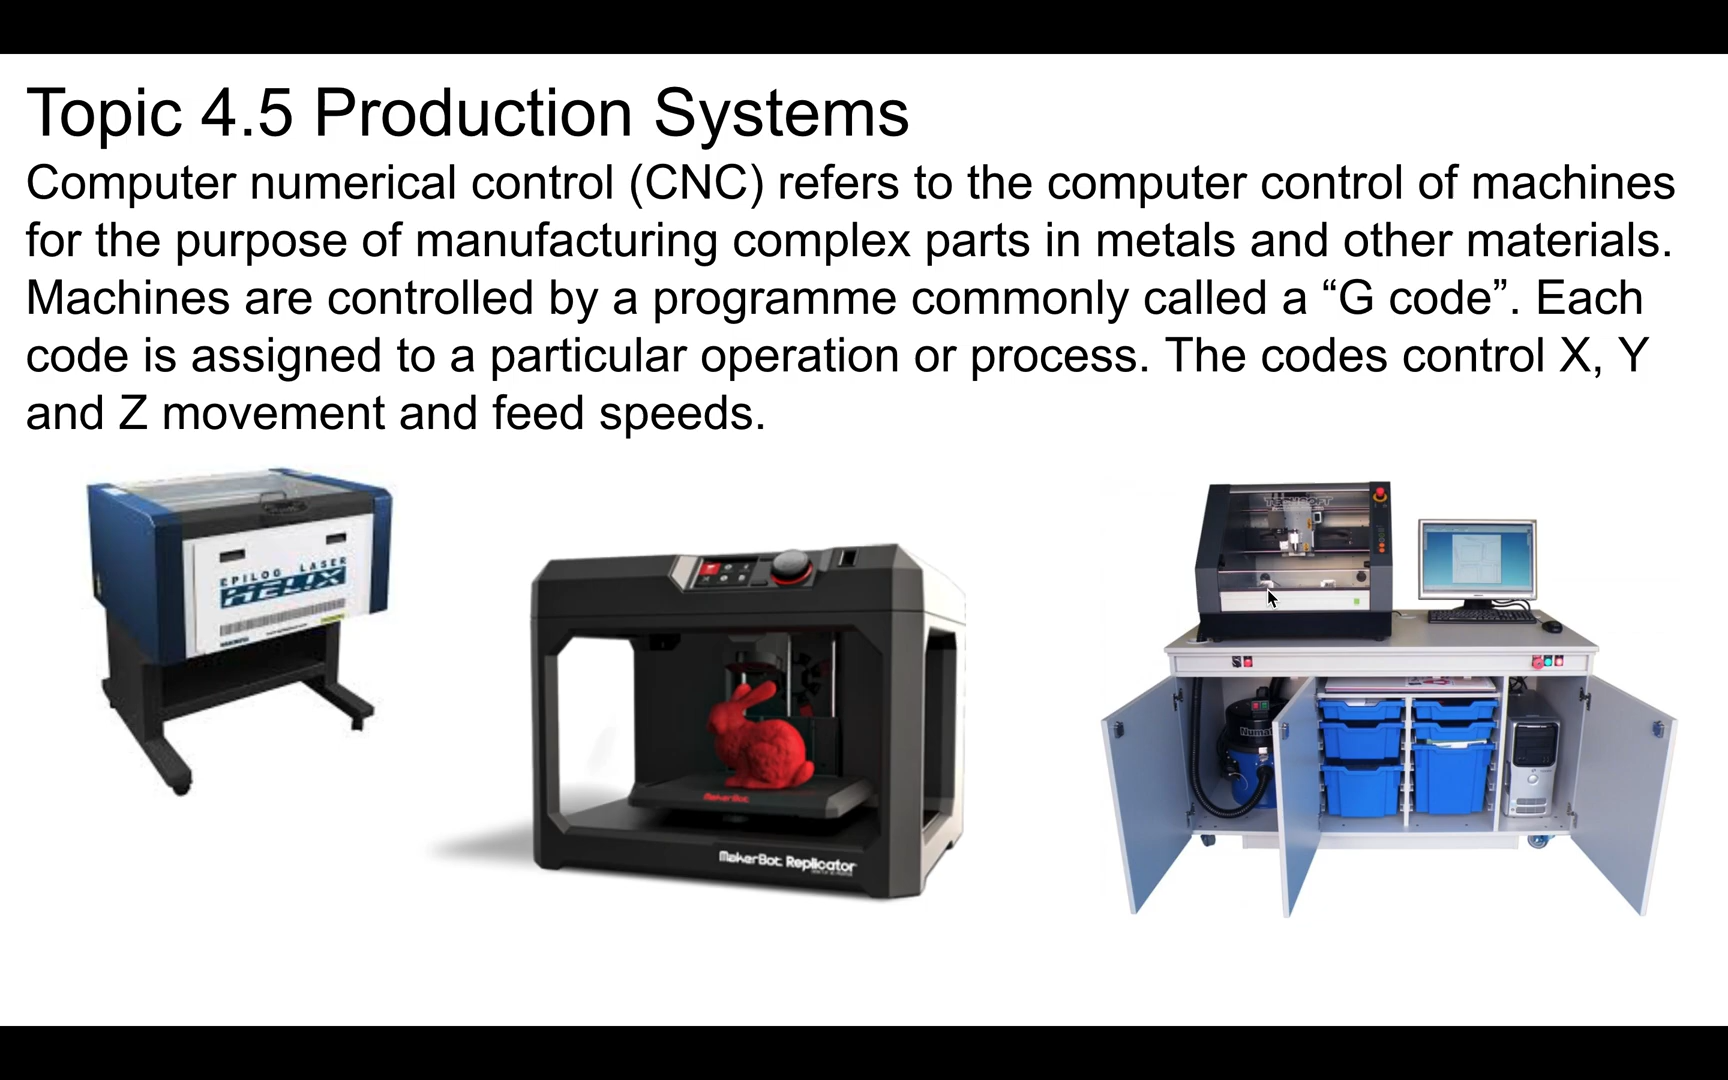 Topic 4.5 Production Systems
Computer numerical control (CNC) refers to the computer control of machines
for the purpose of manufacturing complex parts in metals and other materials.
Machines are controlled by a programme commonly called a “G code”. Each
code is assigned to a particular operation or process. The codes control X, Y
and Z movement and feed speeds.
EPILOG LASER
HELIX
TECHSOFT
MakerBot
MakerBot Replicator